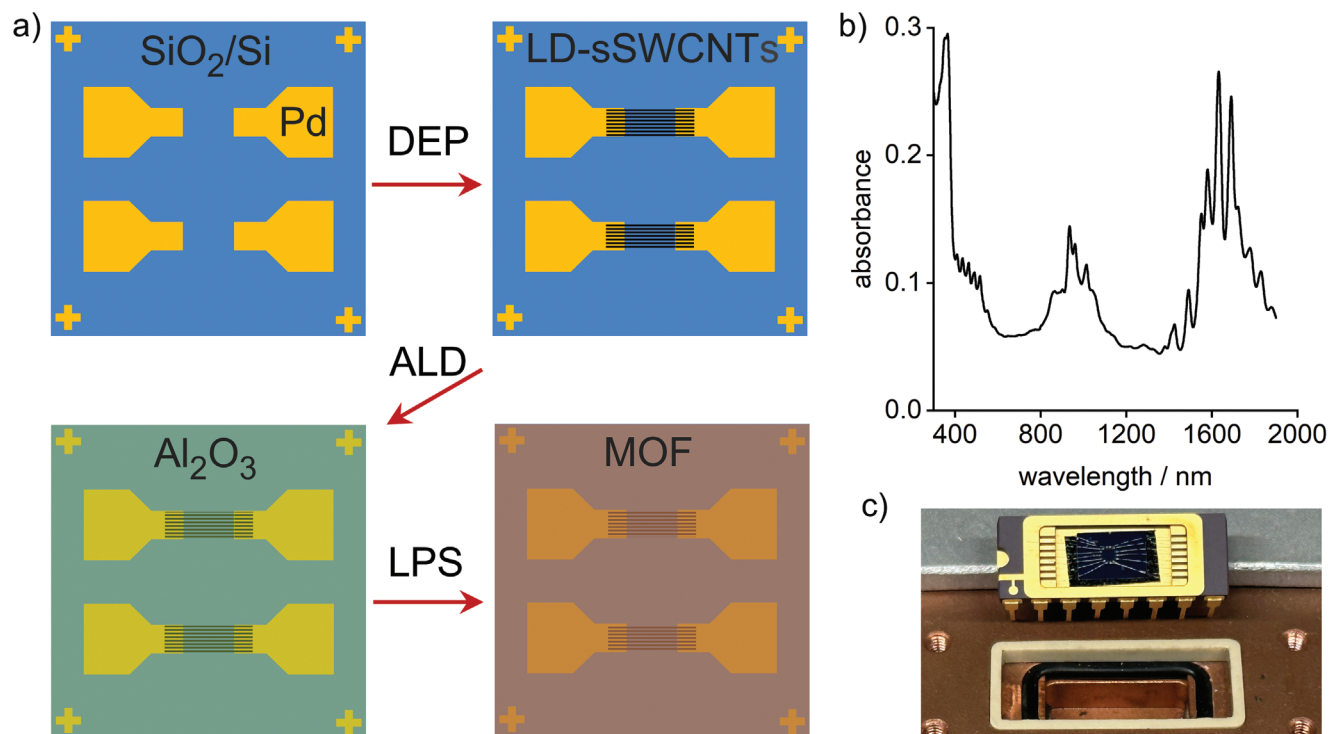 a)
SiO₂/Si
Pd
DEP
LD-sSWCNTs
ALD
Al₂O₃
LPS
MOF
b)
0.3
0.2
0.1
0.0
absorbance
400 800 1200 1600 2000
wavelength / nm
c)